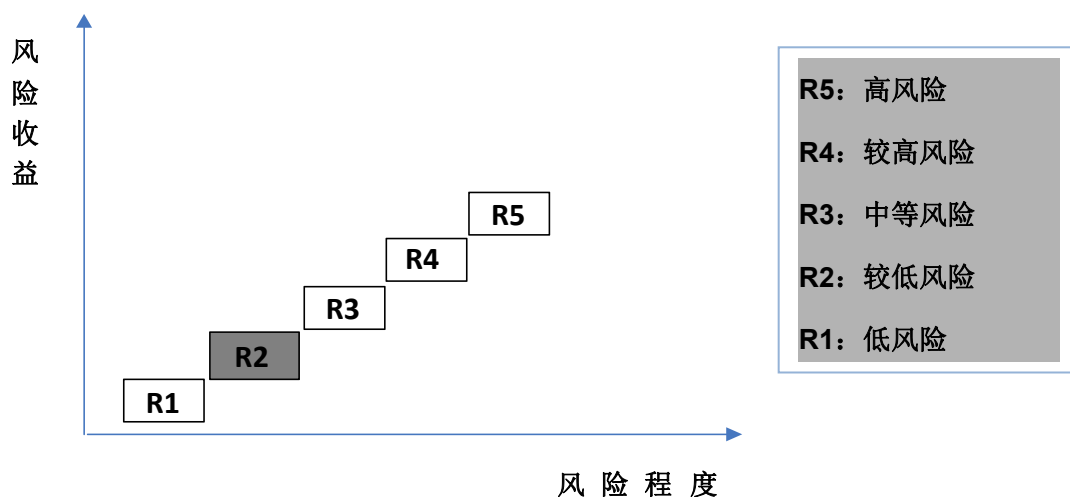 风
险
收
益
R5：高风险
R4：较高风险
R3：中等风险
R2：较低风险
R1：低风险
R5
R4
R3
R2
R1
风 险 程 度